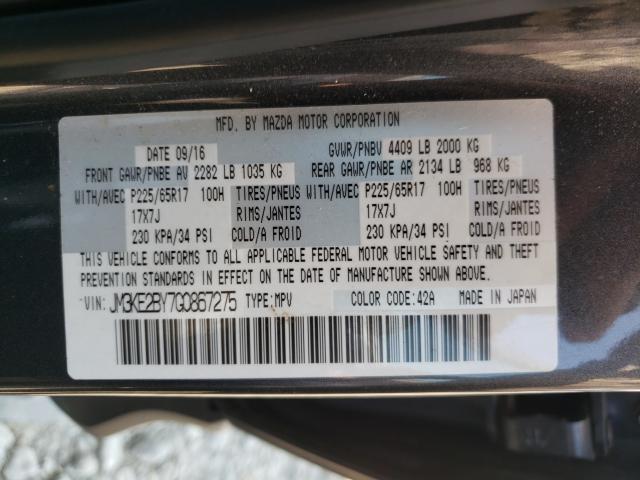 MFD. BY MAZDA MOTOR CORPORATION
DATE 09/16 GVWR/PNBV 4409 LB 2000 KG
FRONT GAWR/PNBE AV 2282 LB 1035 KG REAR GAWR/PNBE AR 2134 LB 968 KG
WITH/AVEC P225/65R17 100H TIRES/PNEUS WITH/AVEC P225/65R17 100H TIRES/PNEUS
17X7J RIMS/JANTES 17X7J RIMS/JANTES
230 KPA/34 PSI COLD/A FROID 230 KPA/34 PSI COLD/A FROID
THIS VEHICLE CONFORMS TO ALL APPLICABLE FEDERAL MOTOR VEHICLE SAFETY AND THEFT
PREVENTION STANDARDS IN EFFECT ON THE DATE OF MANUFACTURE SHOWN ABOVE.
VIN: JM3KE2BY7G0867275 TYPE:MPV COLOR CODE:42A MADE IN JAPAN